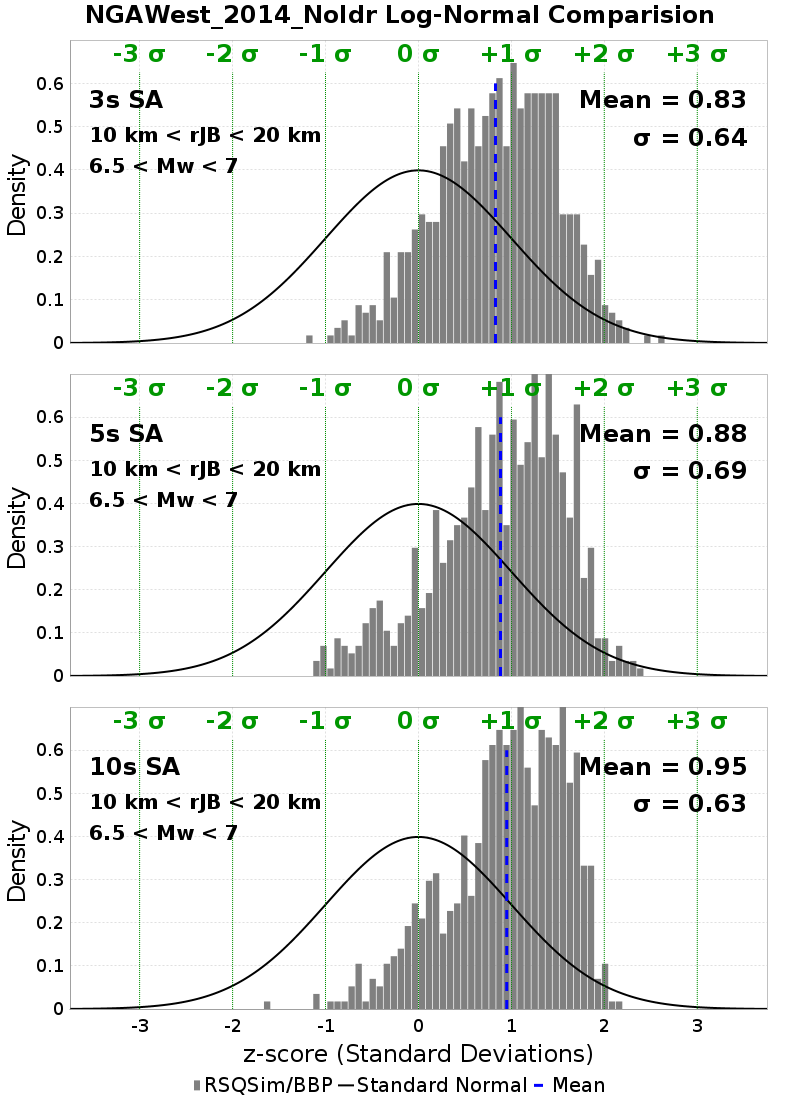 NGAWest_2014_NoIdr Log-Normal Comparision
-3 σ -2 σ -1 σ 0 σ +1 σ +2 σ +3 σ
3s SA
10 km < rJB < 20 km
6.5 < Mw < 7
Mean = 0.83
σ = 0.64
Density
0.6
0.5
0.4
0.3
0.2
0.1
0
-3 σ -2 σ -1 σ 0 σ +1 σ +2 σ +3 σ
5s SA
10 km < rJB < 20 km
6.5 < Mw < 7
Mean = 0.88
σ = 0.69
Density
0.6
0.5
0.4
0.3
0.2
0.1
0
-3 σ -2 σ -1 σ 0 σ +1 σ +2 σ +3 σ
10s SA
10 km < rJB < 20 km
6.5 < Mw < 7
Mean = 0.95
σ = 0.63
Density
0.6
0.5
0.4
0.3
0.2
0.1
0
-3 -2 -1 0 1 2 3
z-score (Standard Deviations)
RSQSim/BBP Standard Normal Mean